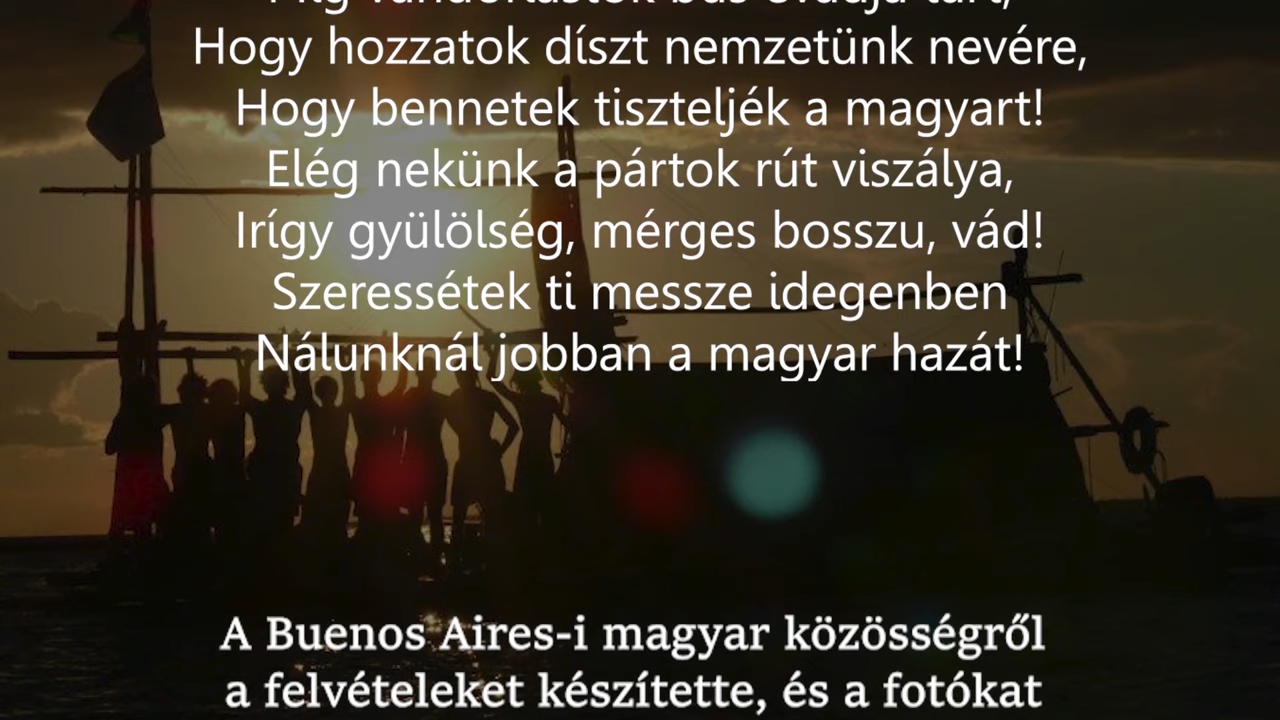 Hogy hozzatok díszt nemzetünk nevére,
Hogy bennetek tiszteljék a magyart!
Elég nekünk a pártok rút viszálya,
Irígy gyülölség, mérges bosszu, vád!
Szeressétek ti messze idegenben
Nálunknál jobban a magyar hazát!
A Buenos Aires-i magyar közösségről
a felvételeket készítette, és a fotókat